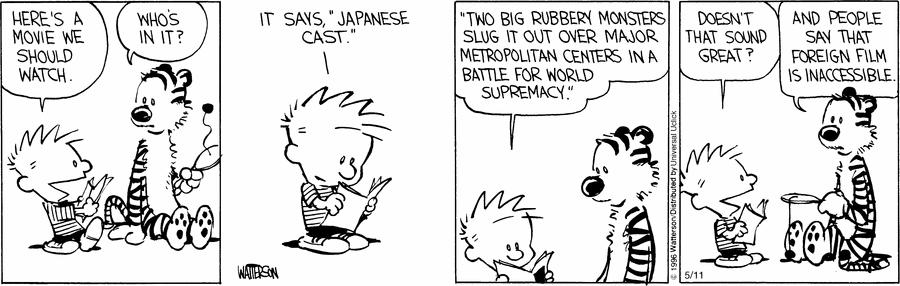 HERE'S A
MOVIE WE
SHOULD
WATCH.
WHO'S
IN IT?
IT SAYS, "JAPANESE
CAST."
WATTERSON
"TWO BIG RUBBERY MONSTERS
SLUG IT OUT OVER MAJOR
METROPOLITAN CENTERS IN A
BATTLE FOR WORLD
SUPREMACY."
© 1996 Watterson/Distributed by Universal Uclick
DOESN'T
THAT SOUND
GREAT?
AND PEOPLE
SAY THAT
FOREIGN FILM
IS INACCESSIBLE.
5/11